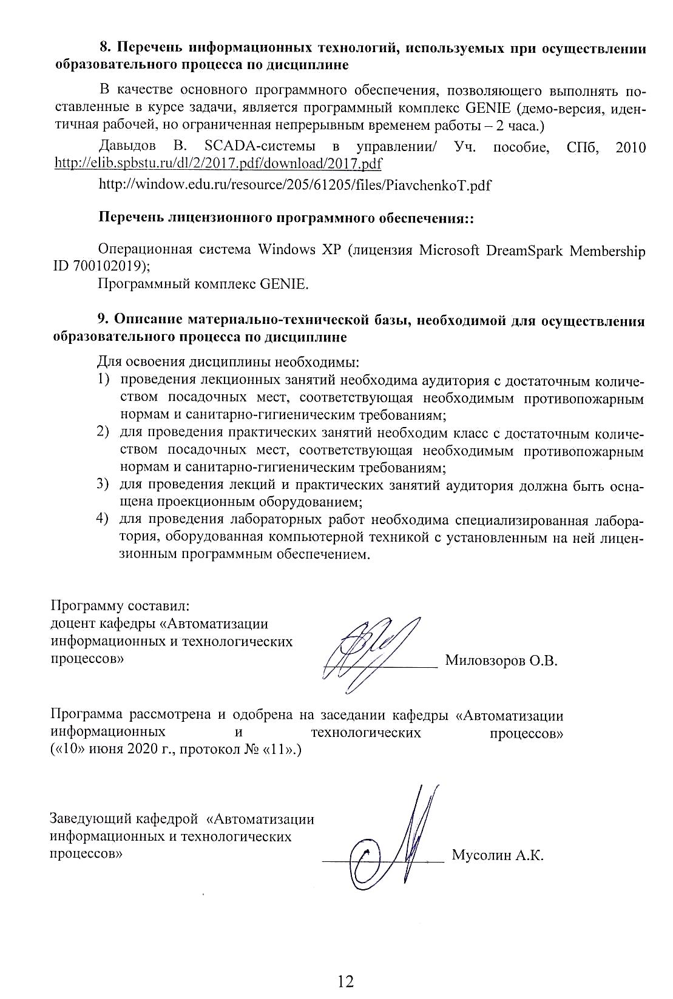 8. Перечень информационных технологий, используемых при осуществлении
образовательного процесса по дисциплине
В качестве основного программного обеспечения, позволяющего выполнять по-
ставленные в курсе задачи, является программный комплекс GENIE (демо-версия, иден-
тичная рабочей, но ограниченная непрерывным временем работы – 2 часа.)
Давыдов В. SCADA-системы в управлении/ Уч. пособие, СПб, 2010
http://elib.spbstu.ru/dl/2/2017.pdf/download/2017.pdf
http://window.edu.ru/resource/205/61205/files/PiavchenkoT.pdf
Перечень лицензионного программного обеспечения::
Операционная система Windows XP (лицензия Microsoft DreamSpark Membership
ID 700102019);
Программный комплекс GENIE.
9. Описание материально-технической базы, необходимой для осуществления
образовательного процесса по дисциплине
Для освоения дисциплины необходимы:
1) проведения лекционных занятий необходима аудитория с достаточным количе-
ством посадочных мест, соответствующая необходимым противопожарным
нормам и санитарно-гигиеническим требованиям;
2) для проведения практических занятий необходим класс с достаточным количе-
ством посадочных мест, соответствующая необходимым противопожарным
нормам и санитарно-гигиеническим требованиям;
3) для проведения лекций и практических занятий аудитория должна быть осна-
щена проекционным оборудованием;
4) для проведения лабораторных работ необходима специализированная лабора-
тория, оборудованная компьютерной техникой с установленным на ней лицен-
зионным программным обеспечением.
Программу составил:
доцент кафедры «Автоматизации
информационных и технологических
процессов» Миловзоров О.В.
Программа рассмотрена и одобрена на заседании кафедры «Автоматизации
информационных и технологических процессов»
(«10» июня 2020 г., протокол № «11».)
Заведующий кафедрой «Автоматизации
информационных и технологических
процессов» Мусолин А.К.
12